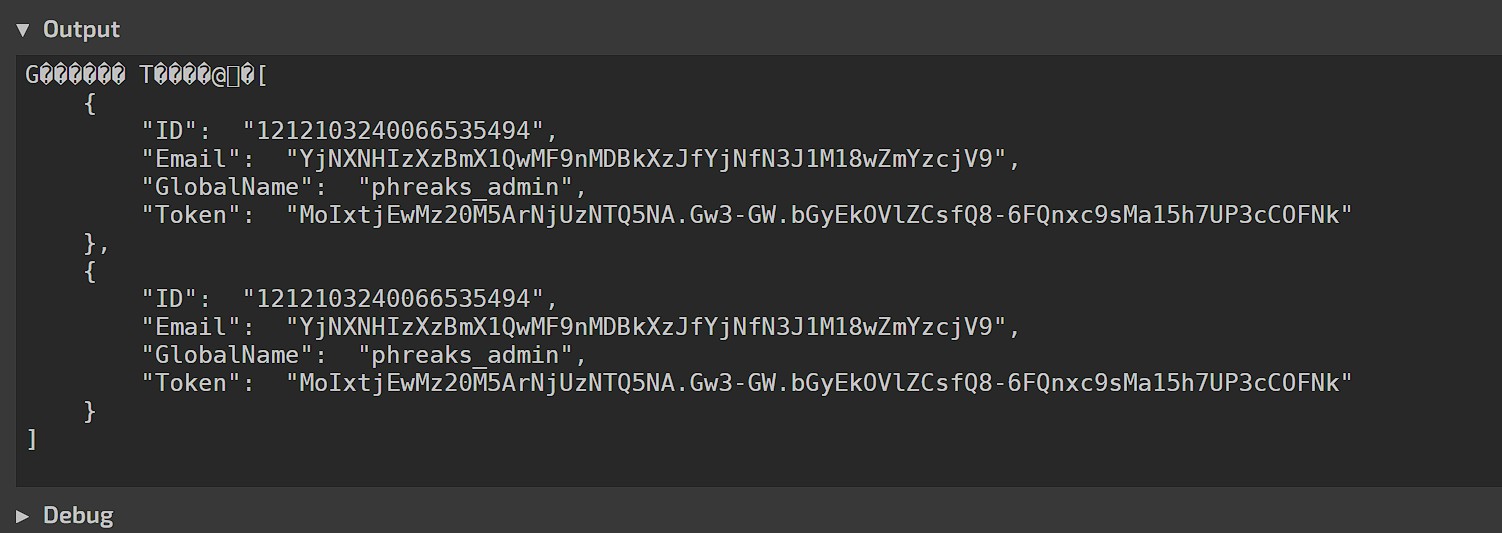 ▼ Output
G������ T����@▯�[
    {
        "ID":  "1212103240066535494",
        "Email":  "YjNXNHIzXzBmX1QwMF9nMDBkXzJfYjNfN3J1M18wZmYzcjV9",
        "GlobalName":  "phreaks_admin",
        "Token":  "MoIxtjEwMz20M5ArNjUzNTQ5NA.Gw3-GW.bGyEkOVlZCsfQ8-6FQnxc9sMa15h7UP3cCOFNk"
    },
    {
        "ID":  "1212103240066535494",
        "Email":  "YjNXNHIzXzBmX1QwMF9nMDBkXzJfYjNfN3J1M18wZmYzcjV9",
        "GlobalName":  "phreaks_admin",
        "Token":  "MoIxtjEwMz20M5ArNjUzNTQ5NA.Gw3-GW.bGyEkOVlZCsfQ8-6FQnxc9sMa15h7UP3cCOFNk"
    }
]
▶ Debug